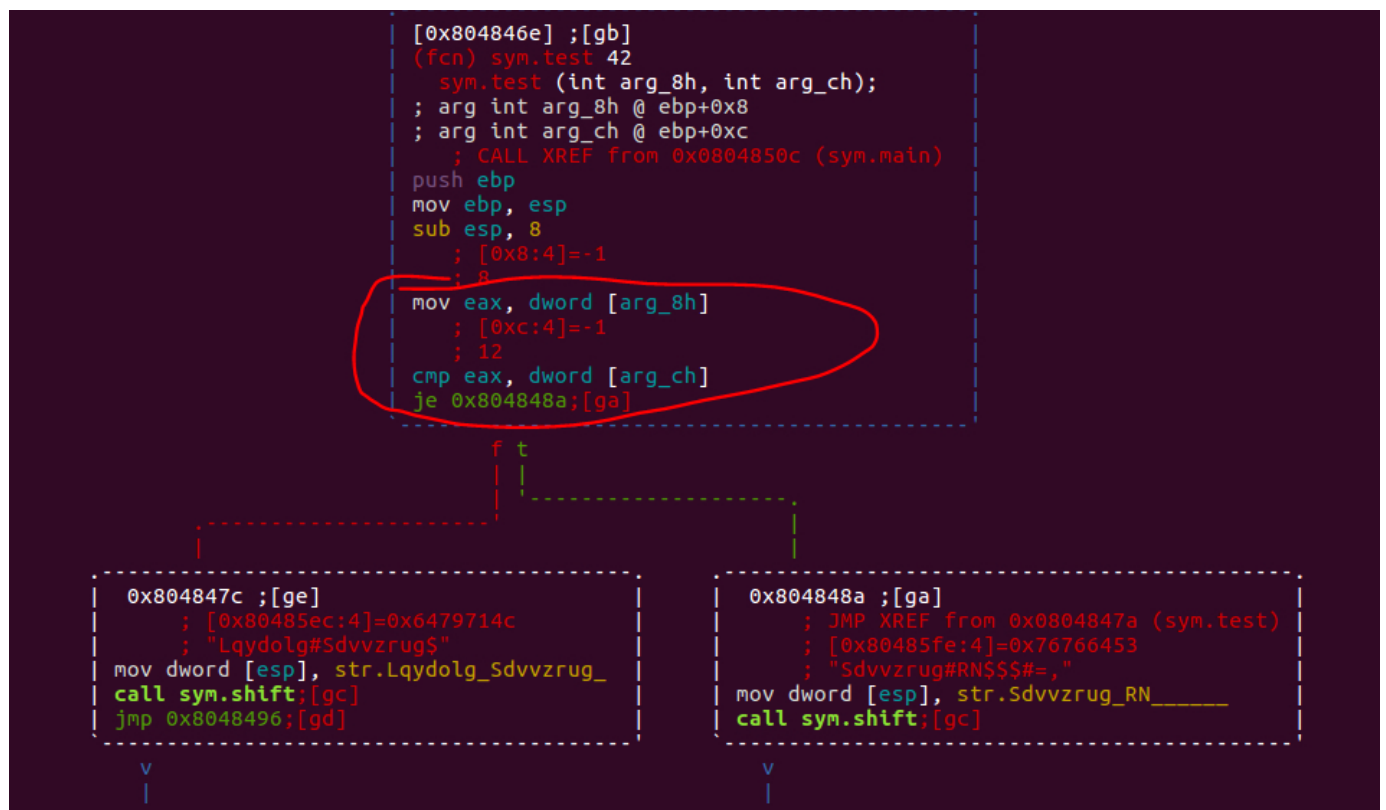 [0x804846e] ;[gb]
(fcn) sym.test 42
sym.test (int arg_8h, int arg_ch);
; arg int arg_8h @ ebp+0x8
; arg int arg_ch @ ebp+0xc
; CALL XREF from 0x0804850c (sym.main)
push ebp
mov ebp, esp
sub esp, 8
; [0x8:4]=-1
; 8
mov eax, dword [arg_8h]
; [0xc:4]=-1
; 12
cmp eax, dword [arg_ch]
je 0x804848a;[ga]
f t
0x804847c ;[ge]
; [0x80485ec:4]=0x6479714c
; "Lqydolg#Sdvvzrug$"
mov dword [esp], str.Lqydolg_Sdvvzrug_
call sym.shift;[gc]
jmp 0x8048496;[gd]
v
0x804848a ;[ga]
; JMP XREF from 0x0804847a (sym.test)
; [0x80485fe:4]=0x76766453
; "Sdvvzrug#RN$$$#=,"
mov dword [esp], str.Sdvvzrug_RN______
call sym.shift;[gc]
v